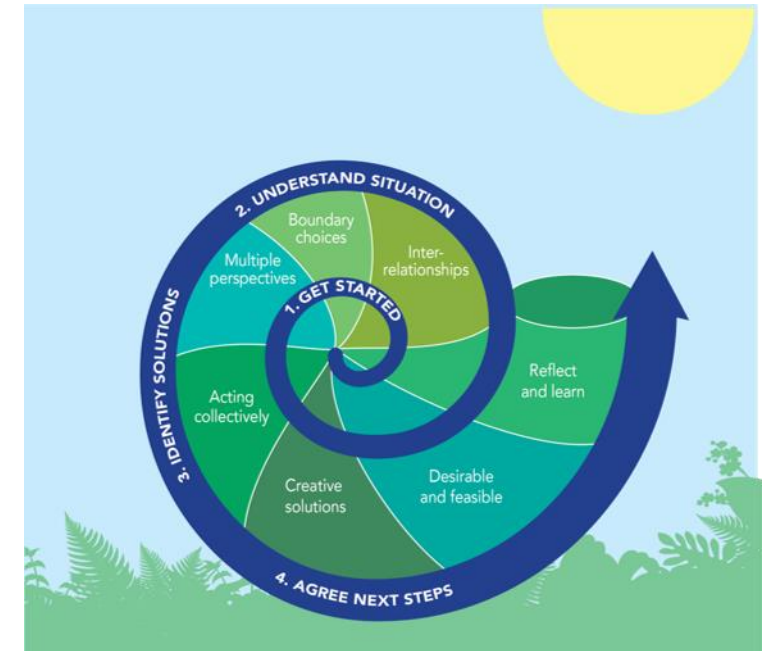 1. GET STARTED
2. UNDERSTAND SITUATION
3. IDENTIFY SOLUTIONS
4. AGREE NEXT STEPS
Inter-
relationships
Boundary
choices
Multiple
perspectives
Acting
collectively
Creative
solutions
Desirable
and feasible
Reflect
and learn